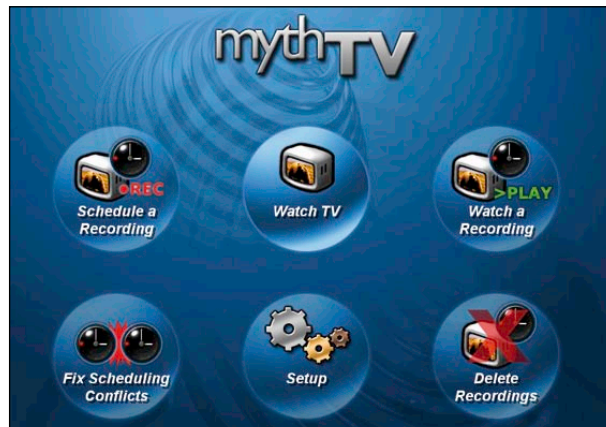 mythTV
●REC
Schedule a
Recording
Watch TV
>PLAY
Watch a
Recording
Fix Scheduling
Conflicts
Setup
Delete
Recordings